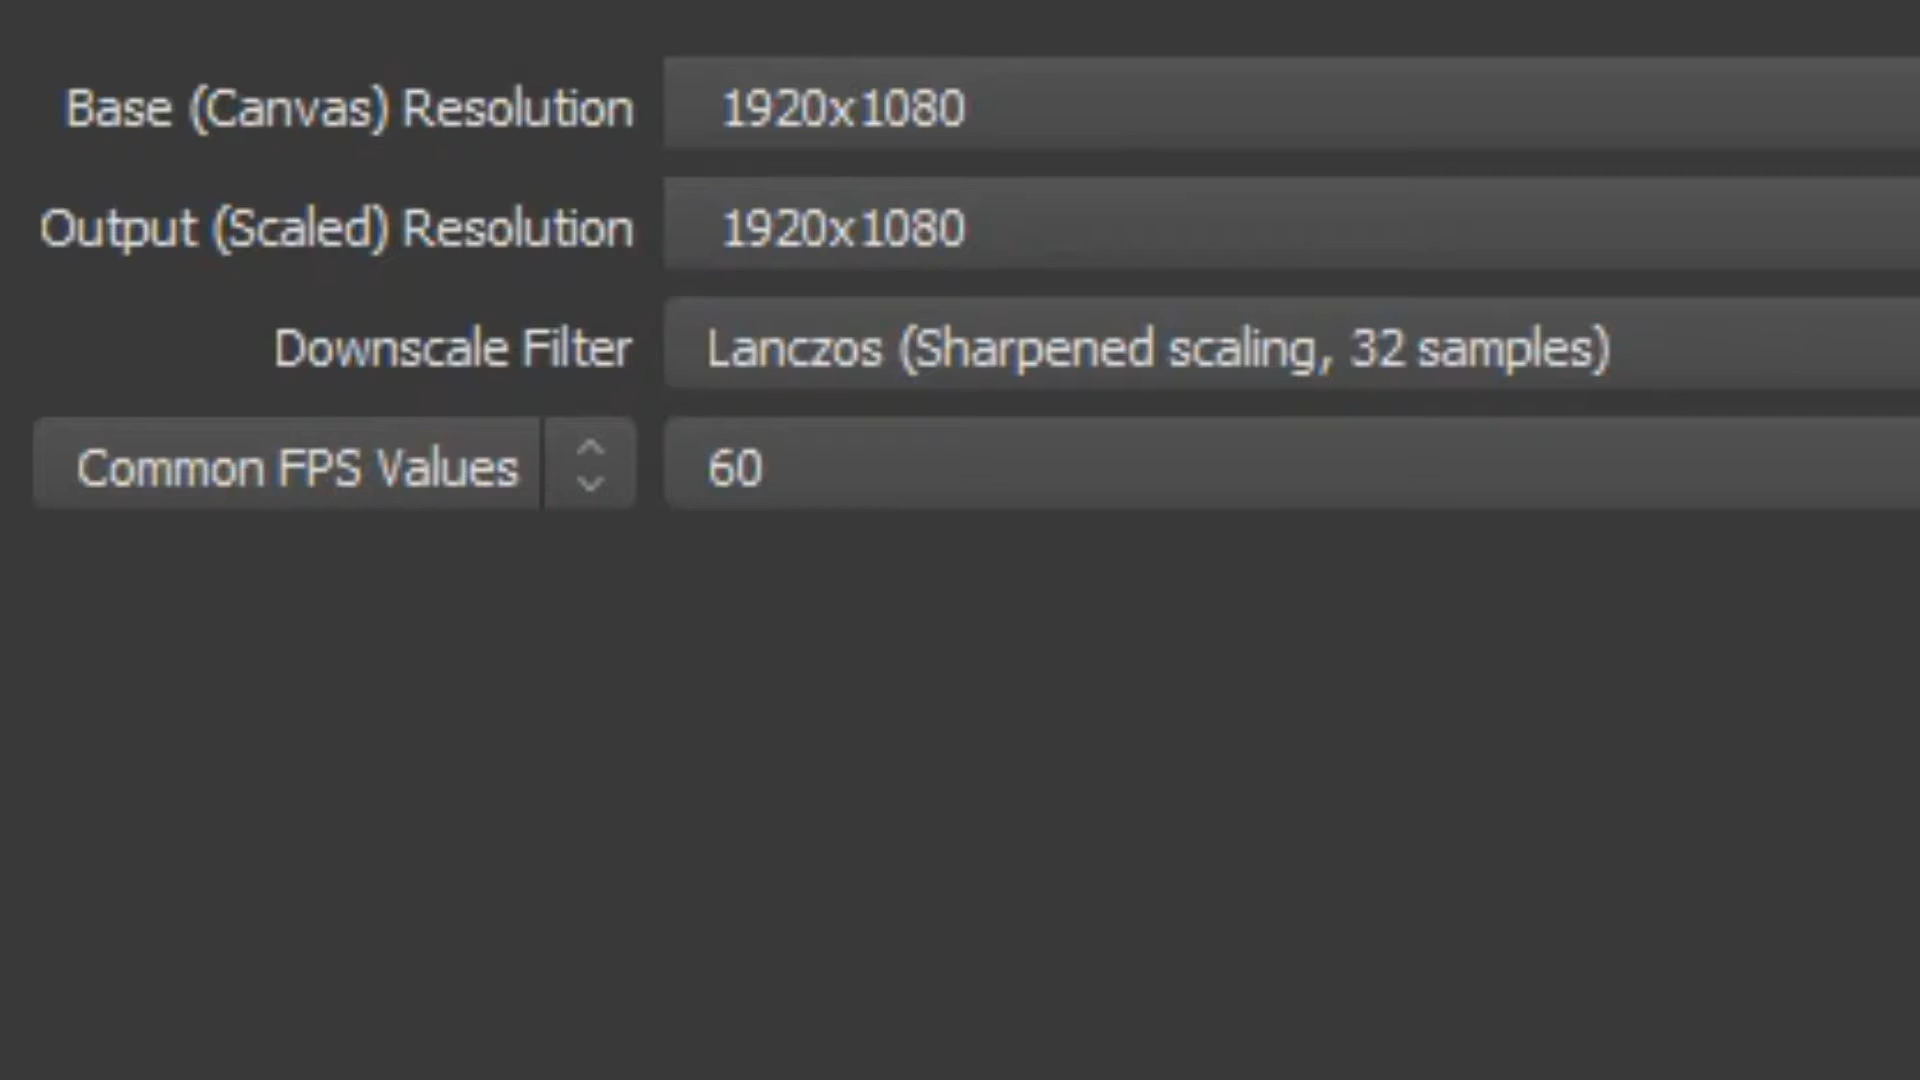 Base (Canvas) Resolution 1920x1080
Output (Scaled) Resolution 1920x1080
Downscale Filter Lanczos (Sharpened scaling, 32 samples)
Common FPS Values 60